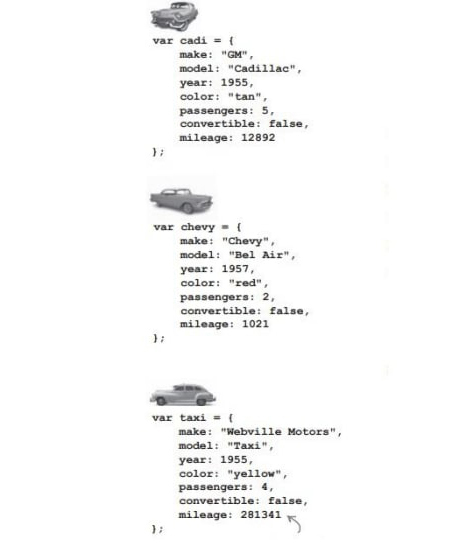 var cadi = {
make: "GM",
model: "Cadillac",
year: 1955,
color: "tan",
passengers: 5,
convertible: false,
mileage: 12892
};
var chevy = {
make: "Chevy",
model: "Bel Air",
year: 1957,
color: "red",
passengers: 2,
convertible: false,
mileage: 1021
};
var taxi = {
make: "Webville Motors",
model: "Taxi",
year: 1955,
color: "yellow",
passengers: 4,
convertible: false,
mileage: 281341
};